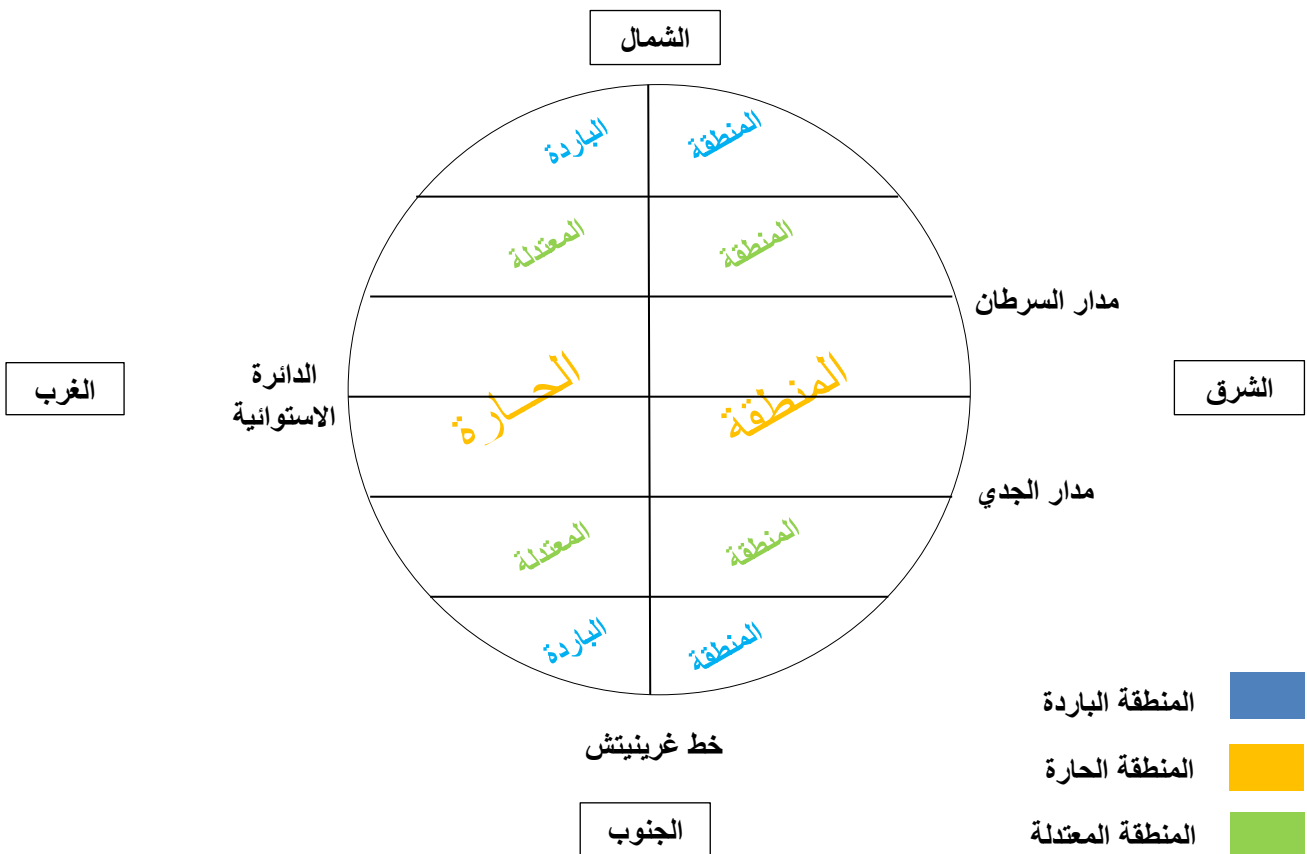 الشمال
المنطقة الباردة
المنطقة المعتدلة
مدار السرطان
المنطقة الحـــارة
الشرق
الدائرة
الاستوائية
الغرب
مدار الجدي
المنطقة المعتدلة
المنطقة الباردة
خط غرينيتش
الجنوب
المنطقة الباردة
المنطقة الحارة
المنطقة المعتدلة